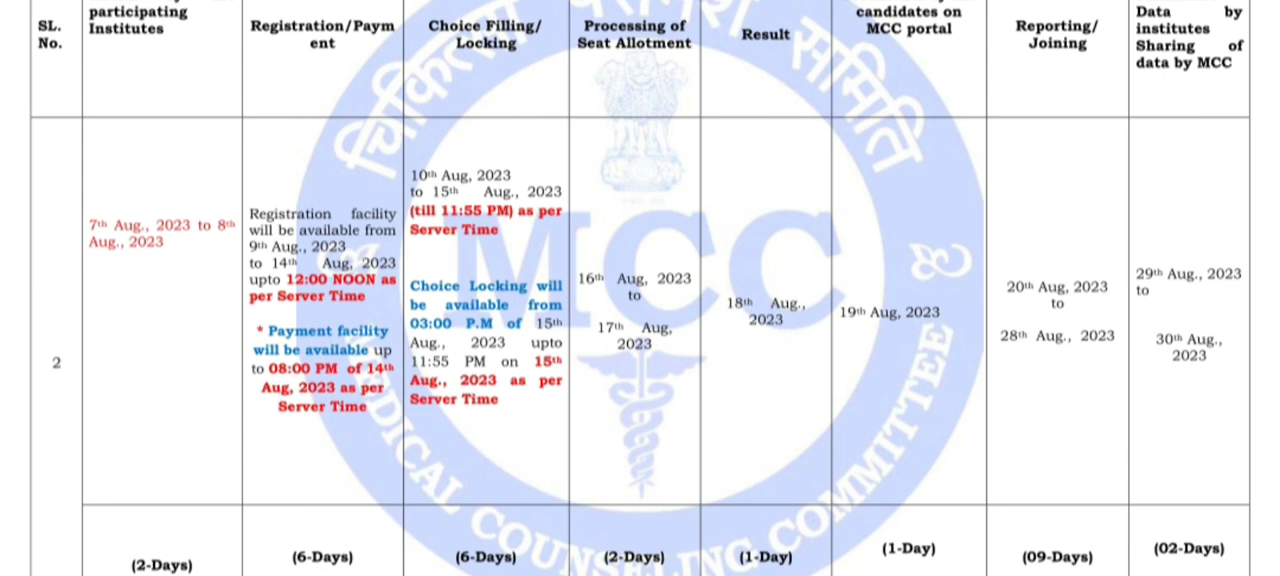 participating
Institutes
SL.
No.
Registration/Paym
ent
Choice Filling/
Locking
Processing of
Seat Allotment
Result
candidates on
MCC portal
Reporting/
Joining
Data by
institutes
Sharing of
data by MCC
2
7th Aug., 2023 to 8th
Aug., 2023
Registration facility
will be available from
9th Aug., 2023
to 14th Aug, 2023
upto 12:00 NOON as
per Server Time
* Payment facility
will be available up
to 08:00 PM of 14th
Aug, 2023 as per
Server Time
10th Aug, 2023
to 15th Aug., 2023
(till 11:55 PM) as per
Server Time
Choice Locking will
be available from
03:00 P.M of 15th
Aug., 2023 upto
11:55 PM on 15th
Aug., 2023 as per
Server Time
16th Aug, 2023
to
17th Aug,
2023
18th Aug.,
2023
19th Aug, 2023
20th Aug, 2023
to
28th Aug., 2023
29th Aug., 2023
to
30th Aug.,
2023
(2-Days)
(6-Days)
(6-Days)
(2-Days)
(1-Day)
(1-Day)
(09-Days)
(02-Days)
चिकित्सा
समिति
MCC
MEDICAL COUNSELLING COMMITTEE